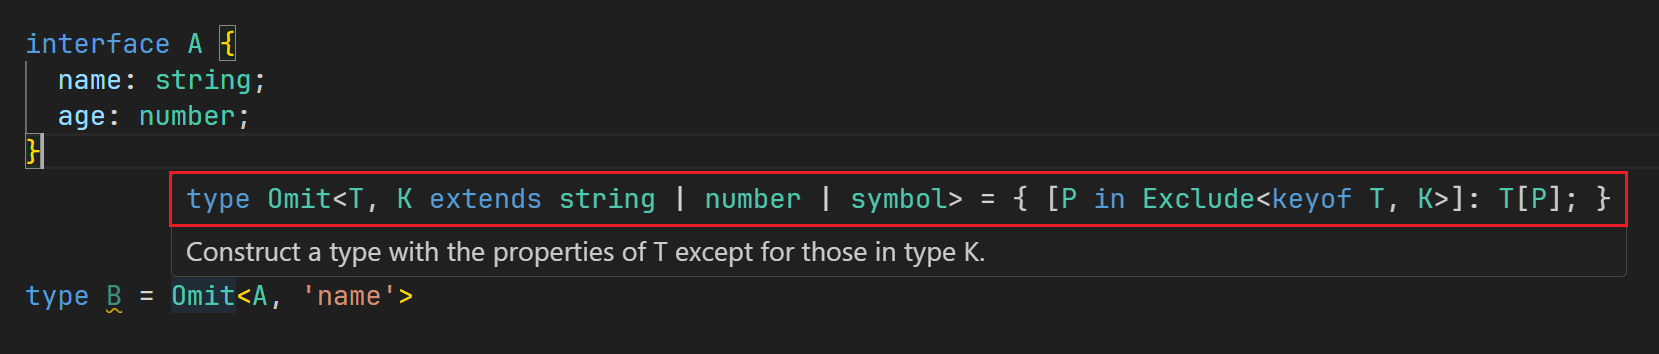 interface A {
  name: string;
  age: number;
}
type Omit<T, K extends string | number | symbol> = { [P in Exclude<keyof T, K>]: T[P]; }
Construct a type with the properties of T except for those in type K.
type B = Omit<A, 'name'>